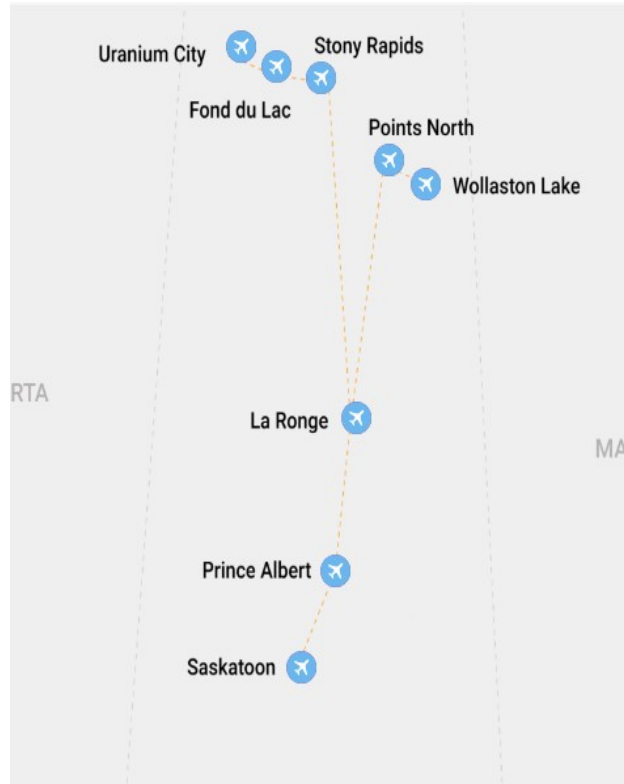 Uranium City
Stony Rapids
Fond du Lac
Points North
Wollaston Lake
RTA
La Ronge
MA
Prince Albert
Saskatoon